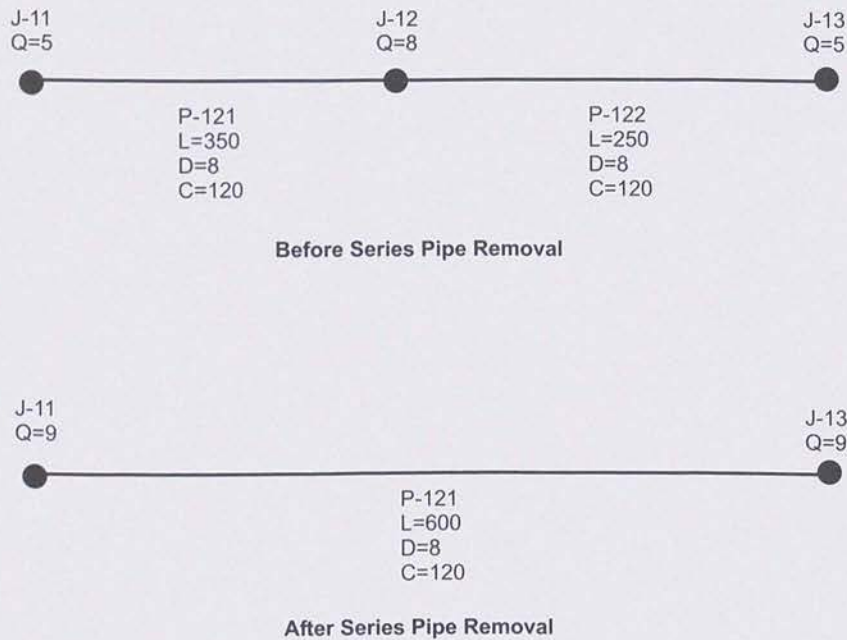 J-11
Q=5
J-12
Q=8
J-13
Q=5
P-121
L=350
D=8
C=120
P-122
L=250
D=8
C=120
Before Series Pipe Removal
J-11
Q=9
J-13
Q=9
P-121
L=600
D=8
C=120
After Series Pipe Removal